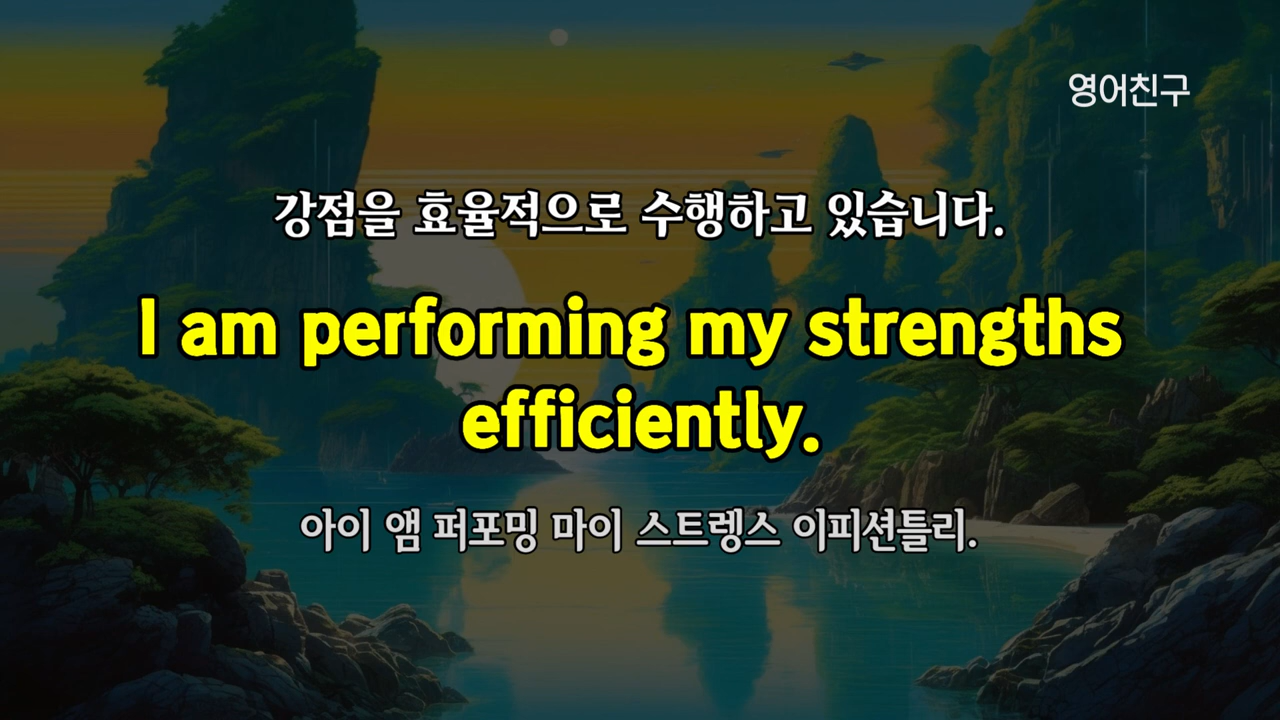 영어친구
강점을 효율적으로 수행하고 있습니다.
I am performing my strengths
efficiently.
아이 앰 퍼포밍 마이 스트렝스 이피션틀리.